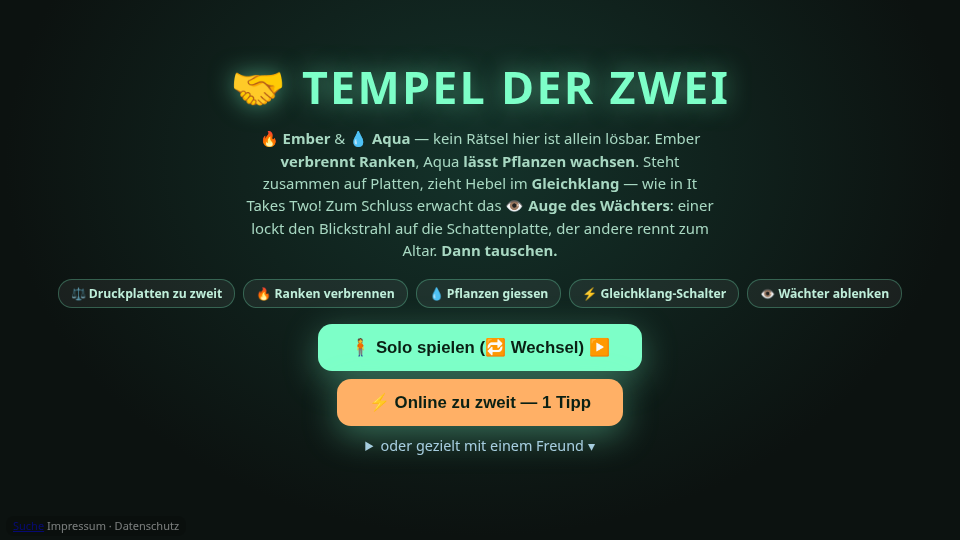 🤝 TEMPEL DER ZWEI
🔥 Ember & 💧 Aqua — kein Rätsel hier ist allein lösbar. Ember
verbrennt Ranken, Aqua lässt Pflanzen wachsen. Steht
zusammen auf Platten, zieht Hebel im Gleichklang — wie in It
Takes Two! Zum Schluss erwacht das 👁️ Auge des Wächters: einer
lockt den Blickstrahl auf die Schattenplatte, der andere rennt zum
Altar. Dann tauschen.
⚖️ Druckplatten zu zweit 🔥 Ranken verbrennen 💧 Pflanzen giessen ⚡ Gleichklang-Schalter 👁️ Wächter ablenken
🧍 Solo spielen (🔁 Wechsel) ▶️
⚡ Online zu zweit — 1 Tipp
▶ oder gezielt mit einem Freund ▾
Suche Impressum · Datenschutz